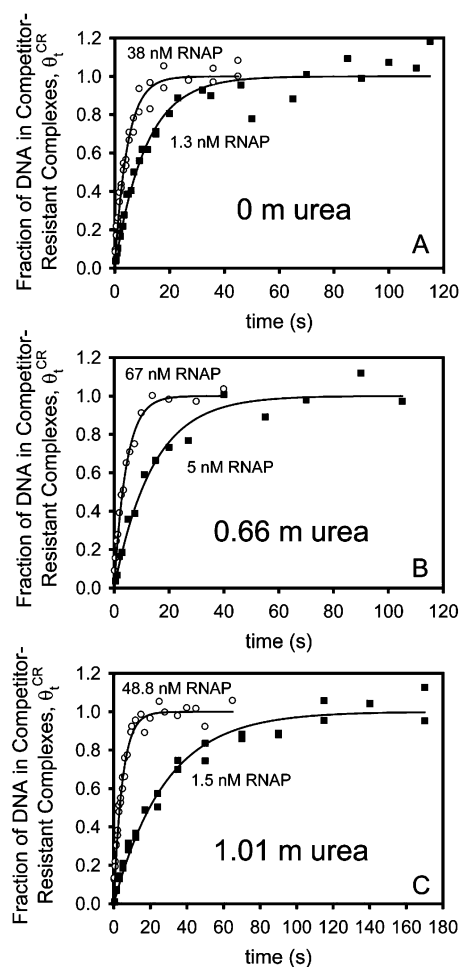 Fraction of DNA in Competitor-
Resistant Complexes, θ_t^CR
1.2
1.0
0.8
0.6
0.4
0.2
0.0
38 nM RNAP
1.3 nM RNAP
0 m urea
A
0 20 40 60 80 100 120
time (s)
Fraction of DNA in Competitor-
Resistant Complexes, θ_t^CR
1.2
1.0
0.8
0.6
0.4
0.2
0.0
67 nM RNAP
5 nM RNAP
0.66 m urea
B
0 20 40 60 80 100 120
time (s)
Fraction of DNA in Competitor-
Resistant Complexes, θ_t^CR
1.2
1.0
0.8
0.6
0.4
0.2
0.0
48.8 nM RNAP
1.5 nM RNAP
1.01 m urea
C
0 20 40 60 80 100 120 140 160 180
time (s)